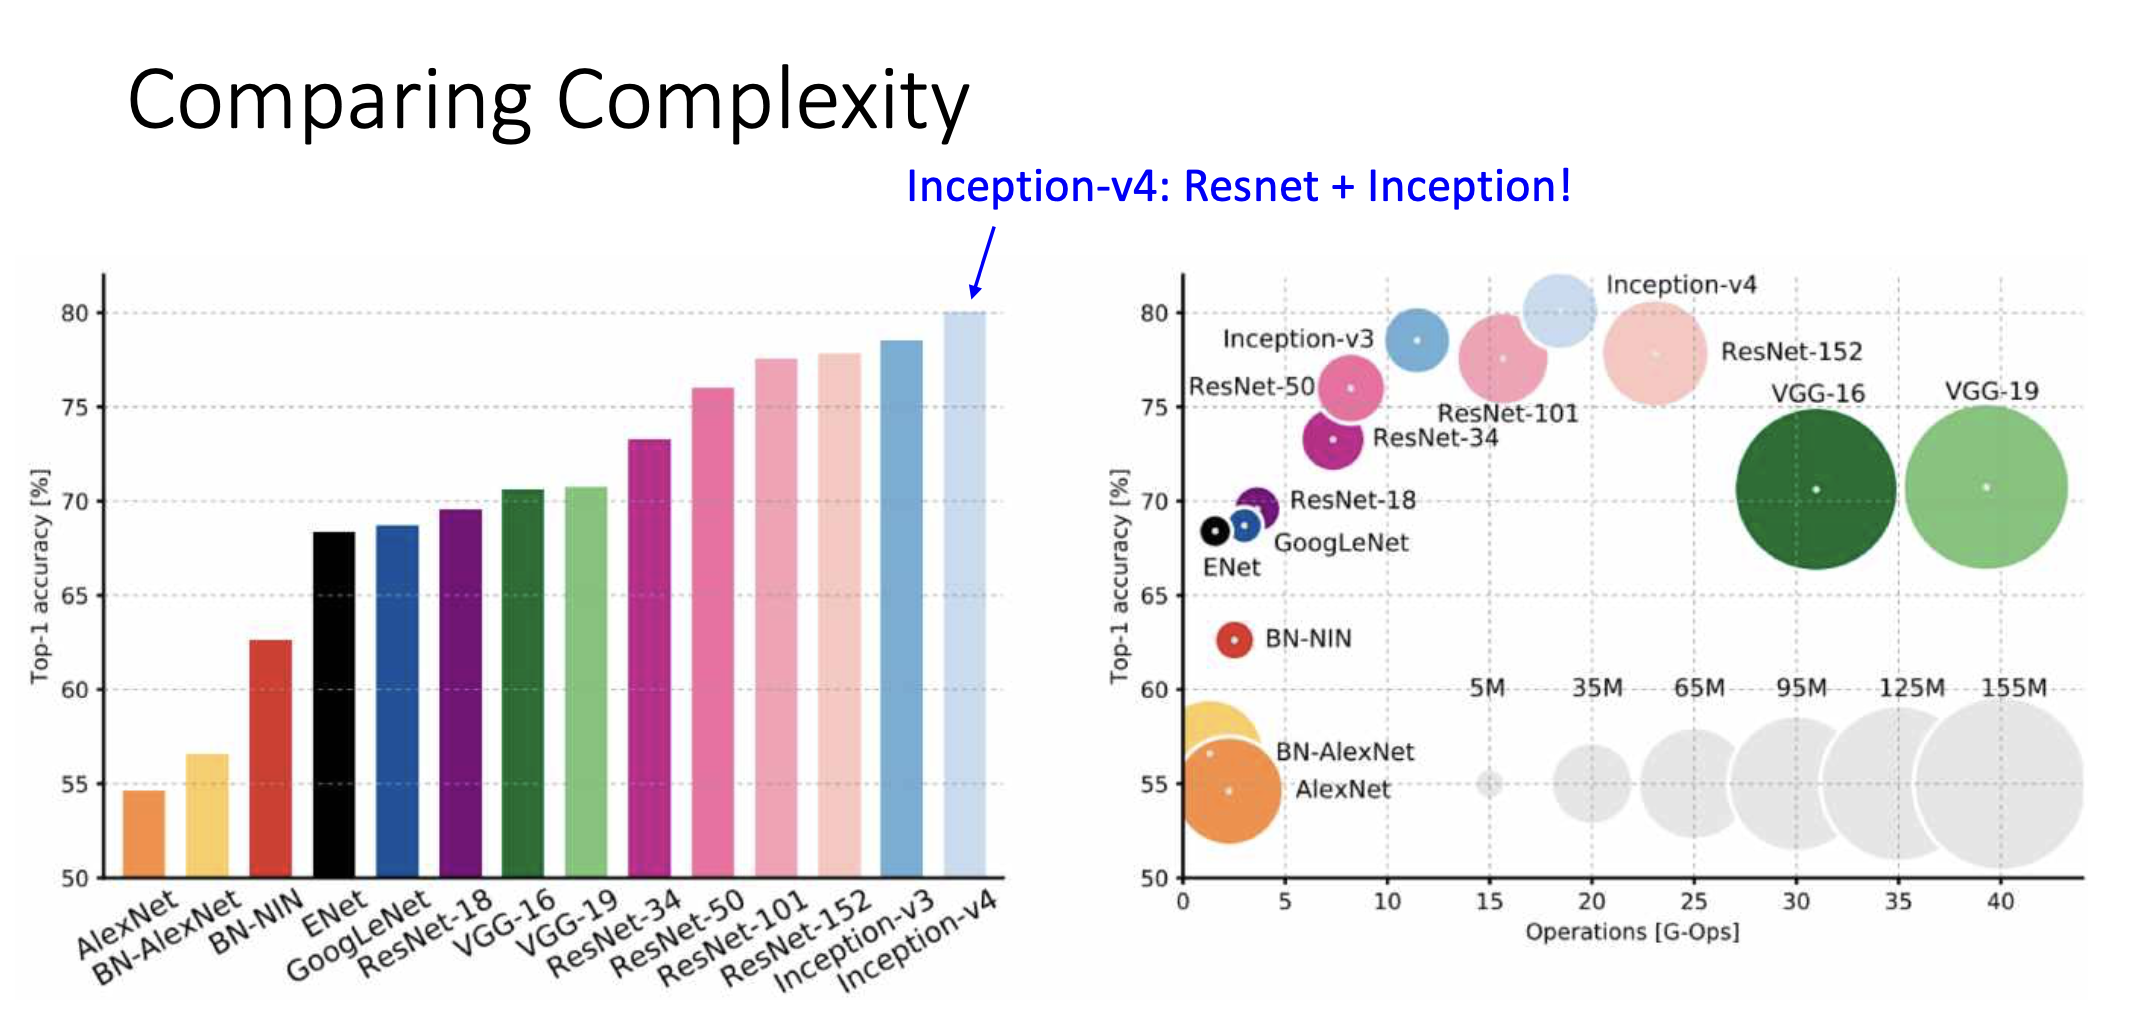 Comparing Complexity
Inception-v4: Resnet + Inception!
Top-1 accuracy [%]
80
75
70
65
60
55
50
AlexNet
BN-AlexNet
BN-NIN
ENet
GoogLeNet
ResNet-18
VGG-16
VGG-19
ResNet-34
ResNet-50
ResNet-101
ResNet-152
Inception-v3
Inception-v4
Top-1 accuracy [%]
80
75
70
65
60
55
50
Inception-v4
Inception-v3
ResNet-152
ResNet-50
VGG-16
VGG-19
ResNet-101
ResNet-34
ResNet-18
GoogLeNet
ENet
BN-NIN
5M 35M 65M 95M 125M 155M
BN-AlexNet
AlexNet
0 5 10 15 20 25 30 35 40
Operations [G-Ops]